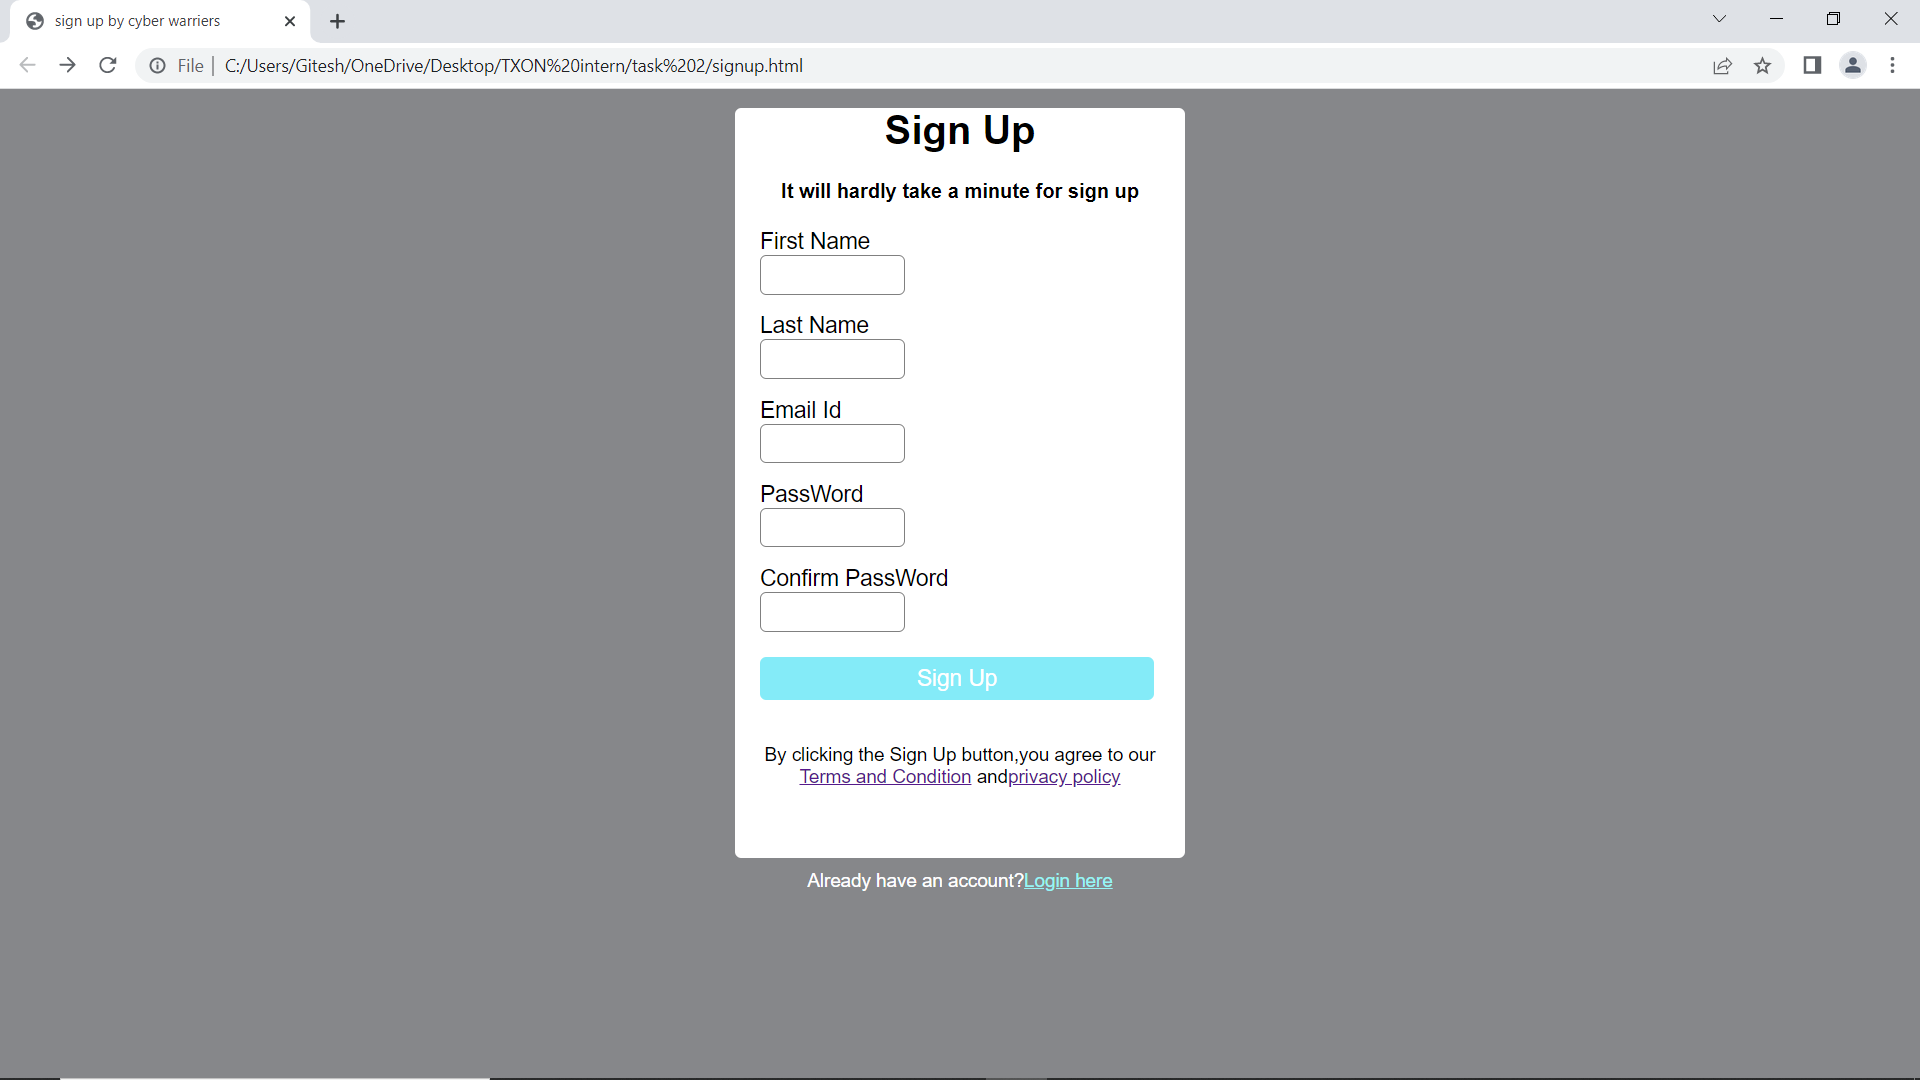 sign up by cyber warriers
File | C:/Users/Gitesh/OneDrive/Desktop/TXON%20intern/task%202/signup.html
Sign Up
It will hardly take a minute for sign up
First Name
Last Name
Email Id
PassWord
Confirm PassWord
Sign Up
By clicking the Sign Up button,you agree to our
Terms and Condition andprivacy policy
Already have an account?Login here